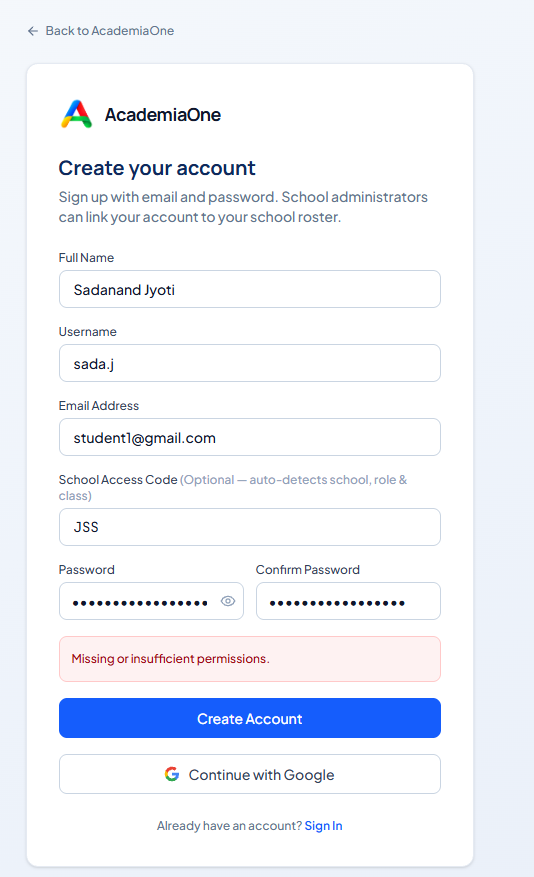 Back to AcademiaOne
AcademiaOne
Create your account
Sign up with email and password. School administrators
can link your account to your school roster.
Full Name
Sadanand Jyoti
Username
sada.j
Email Address
student1@gmail.com
School Access Code (Optional — auto-detects school, role &
class)
JSS
Password Confirm Password
•••••••••••••••• ••••••••••••••••
Missing or insufficient permissions.
Create Account
Continue with Google
Already have an account? Sign In